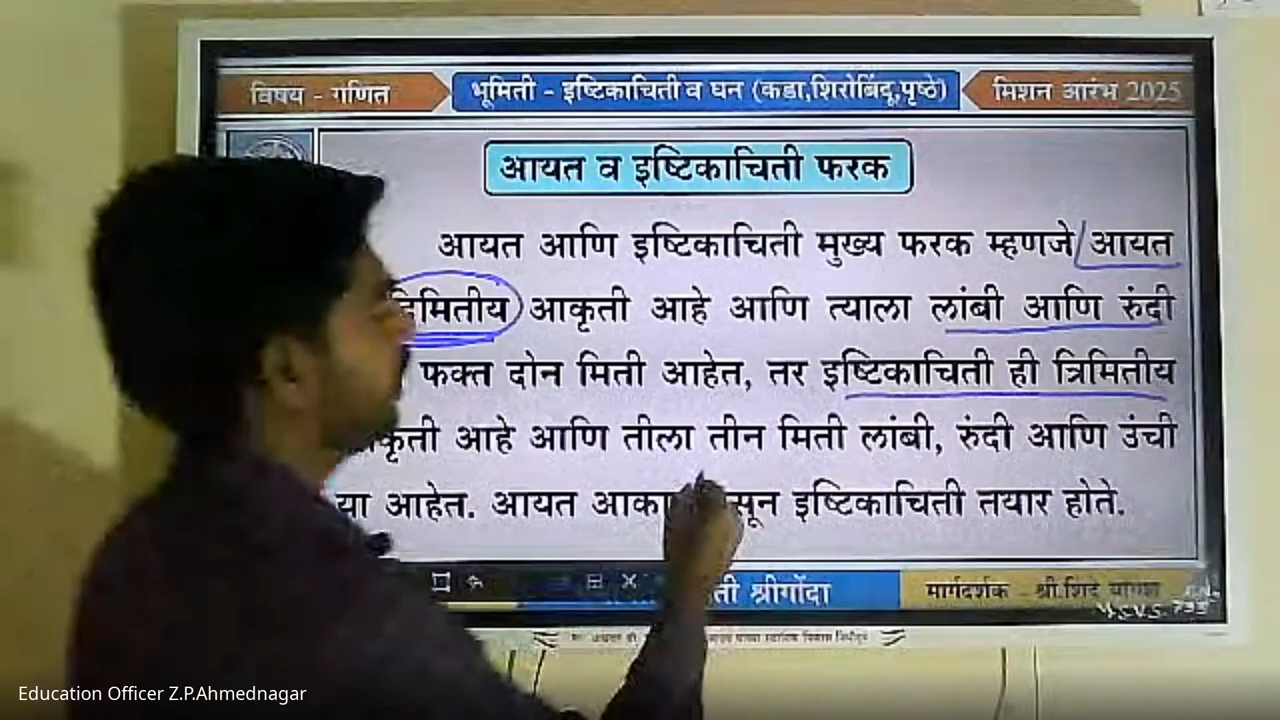 विषय - गणित
भूमिती - इष्टिकाचिती व घन (कडा,शिरोबिंदू,पृष्ठे)
मिशन आरंभ 2025
आयत व इष्टिकाचिती फरक
आयत आणि इष्टिकाचिती मुख्य फरक म्हणजे आयत
द्विमितीय आकृती आहे आणि त्याला लांबी आणि रुंदी
फक्त दोन मिती आहेत, तर इष्टिकाचिती ही त्रिमितीय
आकृती आहे आणि तीला तीन मिती लांबी, रुंदी आणि उंची
या आहेत. आयत इष्टिकाचिती तयार होते.
श्रीगोंदा
मार्गदर्शक - श्री.शिंदे
Education Officer Z.P.Ahmednagar